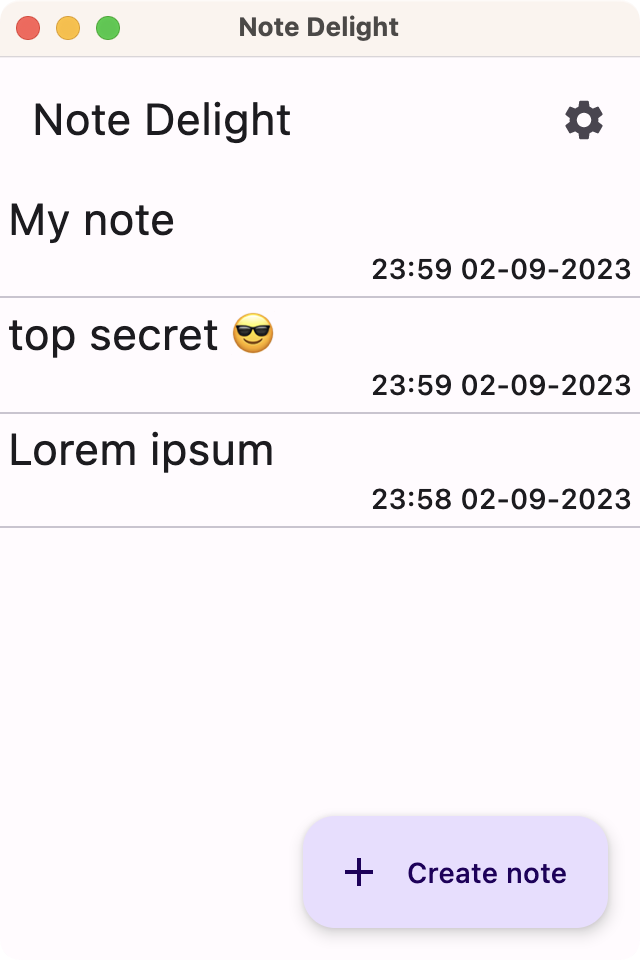 Note Delight
Note Delight
My note
23:59 02-09-2023
top secret 😎
23:59 02-09-2023
Lorem ipsum
23:58 02-09-2023
Create note